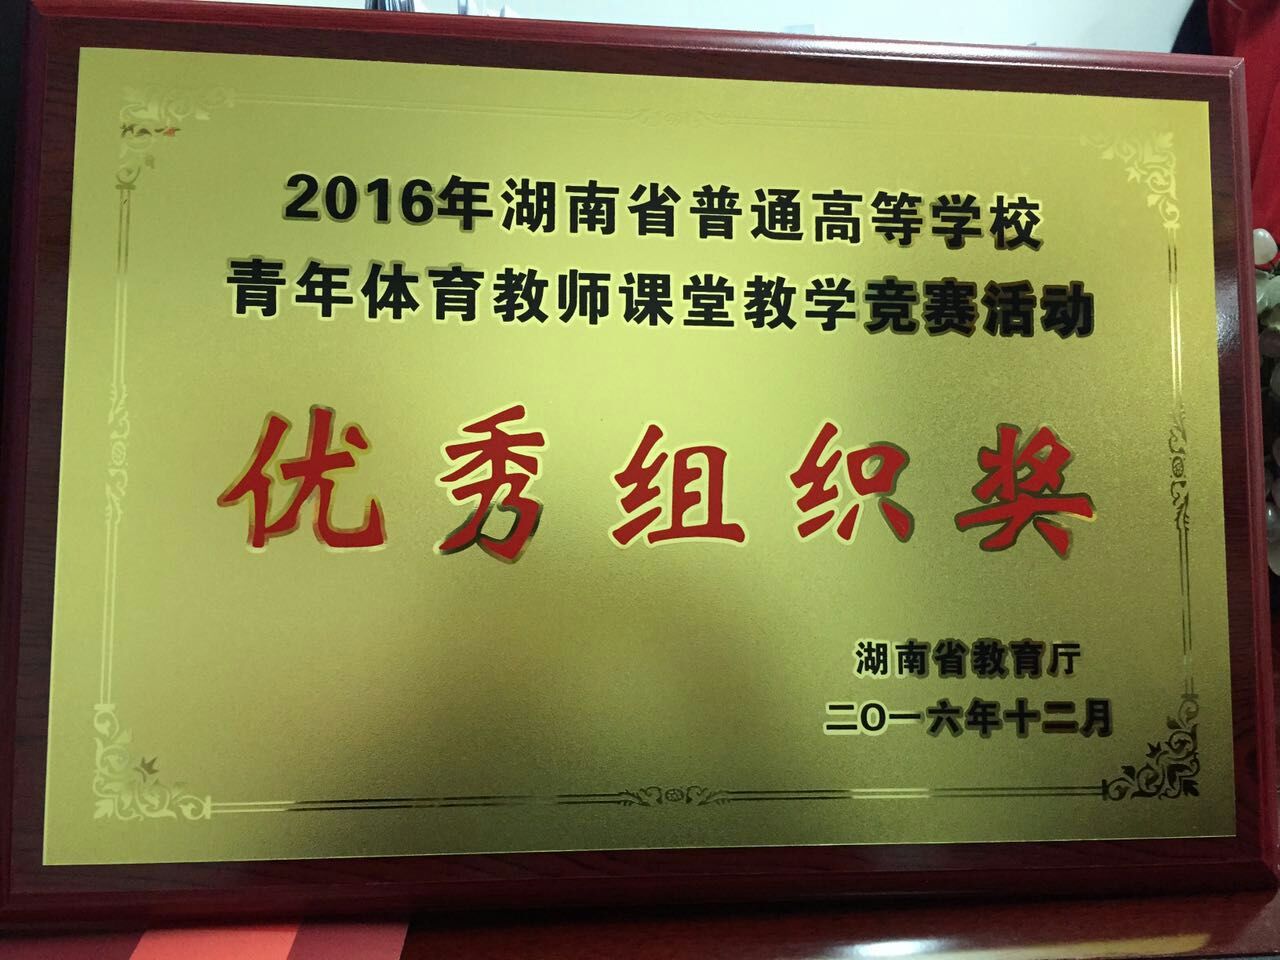 2016年湖南省普通高等学校
青年体育教师课堂教学竞赛活动
优秀组织奖
湖南省教育厅
二〇一六年十二月